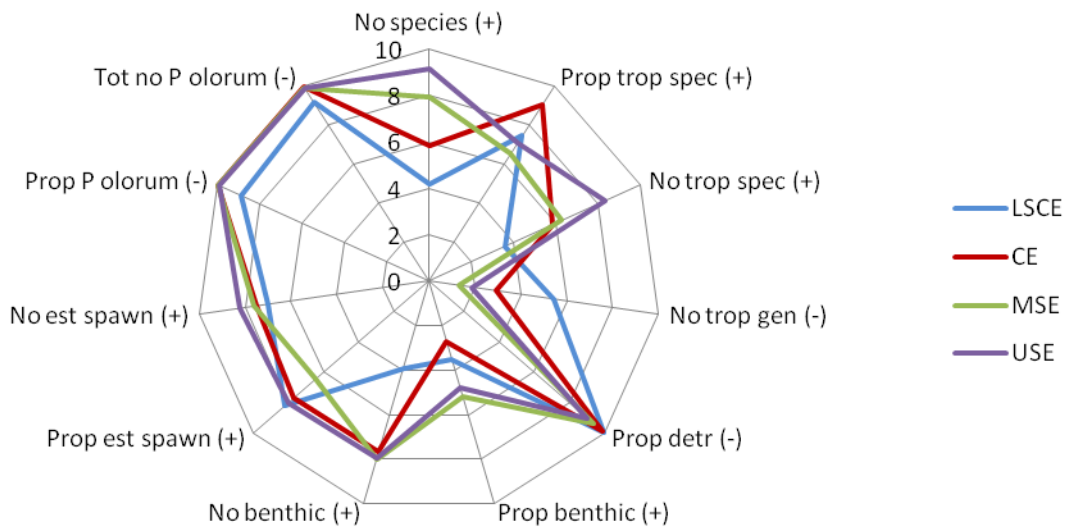 No species (+)
10
Tot no P olorum (-)
Prop trop spec (+)
8
6
Prop P olorum (-)
No trop spec (+)
4
LSCE
2
CE
0
MSE
No est spawn (+)
No trop gen (-)
USE
Prop est spawn (+)
Prop detr (-)
No benthic (+)
Prop benthic (+)